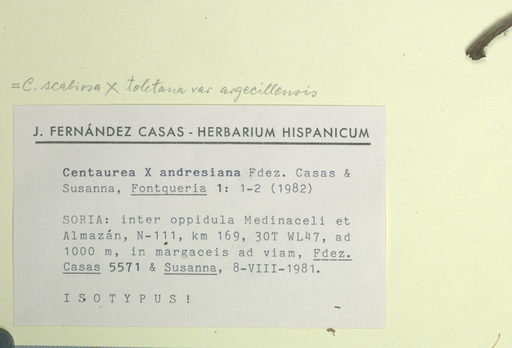 = C. scabiosa X toletana var argecillensis
J. FERNÁNDEZ CASAS - HERBARIUM HISPANICUM
Centaurea X andresiana Fdez. Casas &
Susanna, Fontqueria 1: 1-2 (1982)
SORIA: inter oppidula Medinaceli et
Almazán, N-111, km 169, 30T WL47, ad
1000 m, in margaceis ad viam, Fdez.
Casas 5571 & Susanna, 8-VIII-1981.
ISOTYPUS!